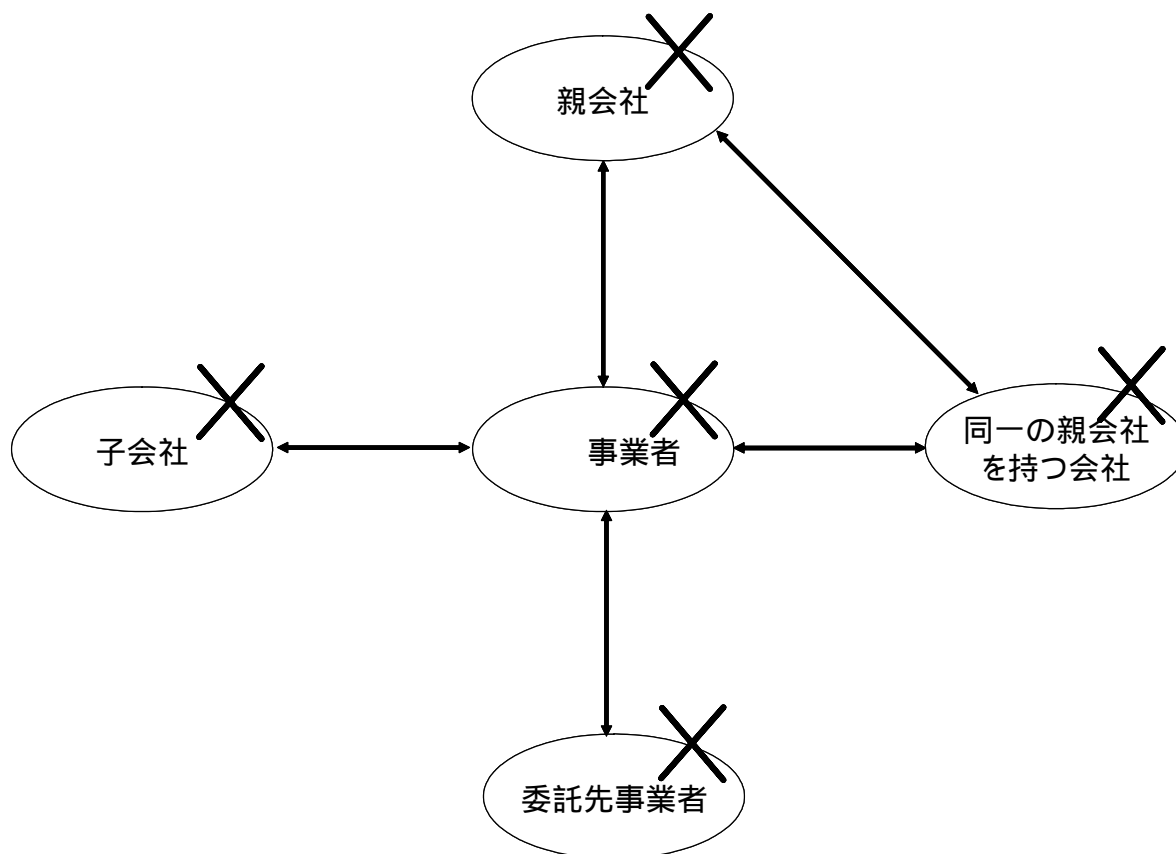 親会社
子会社
事業者
同一の親会社
を持つ会社
委託先事業者